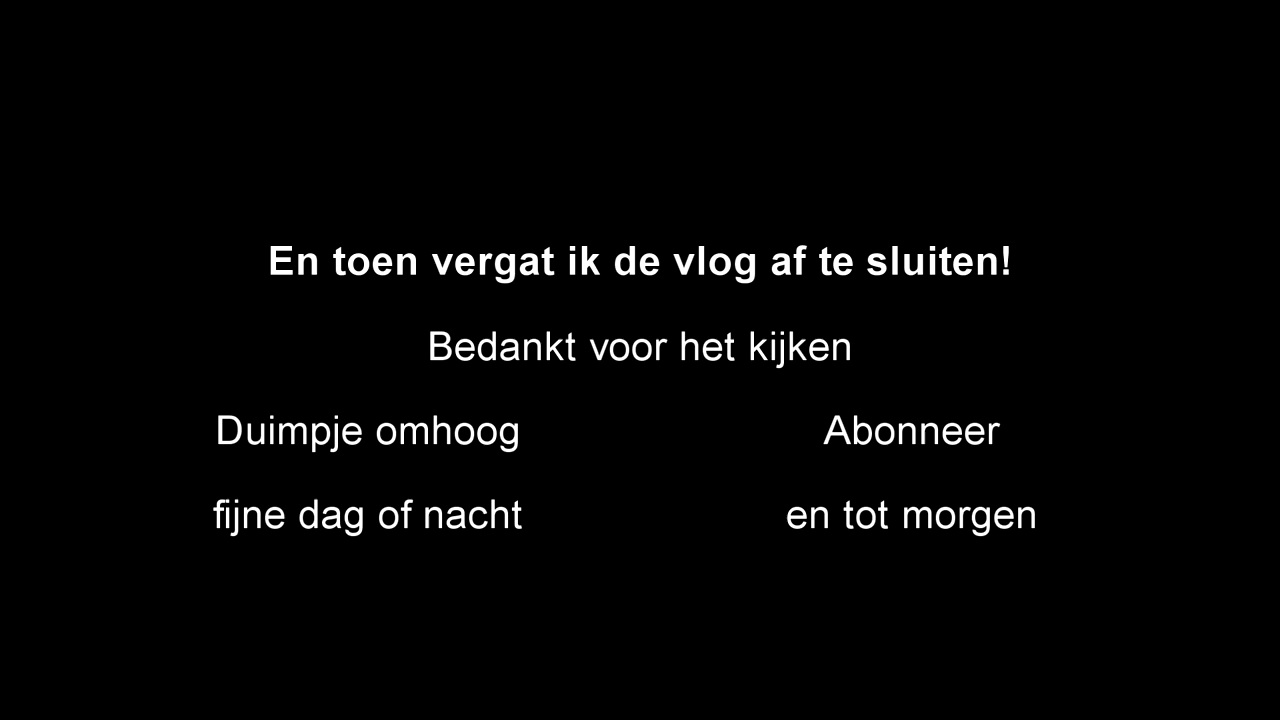 En toen vergat ik de vlog af te sluiten!
Bedankt voor het kijken
Duimpje omhoog Abonneer
fijne dag of nacht en tot morgen